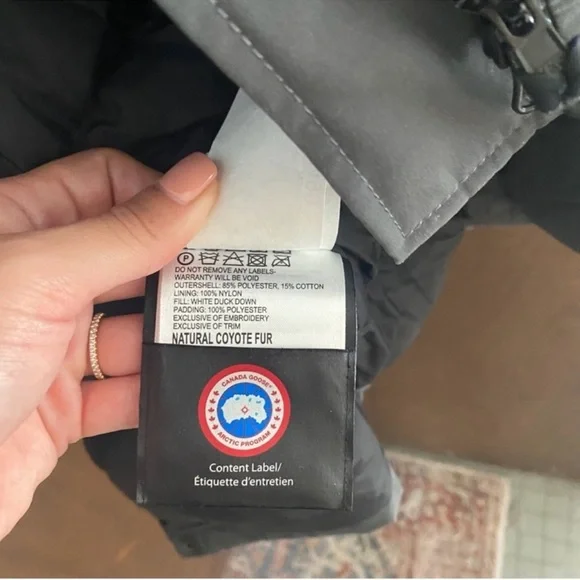 P
DO NOT REMOVE ANY LABELS-
WARRANTY WILL BE VOID
OUTERSHELL: 85% POLYESTER, 15% COTTON
LINING: 100% NYLON
FILL: WHITE DUCK DOWN
PADDING: 100% POLYESTER
EXCLUSIVE OF EMBROIDERY
EXCLUSIVE OF TRIM
NATURAL COYOTE FUR
CANADA GOOSE®
ARCTIC PROGRAM
Content Label/
Étiquette d'entretien